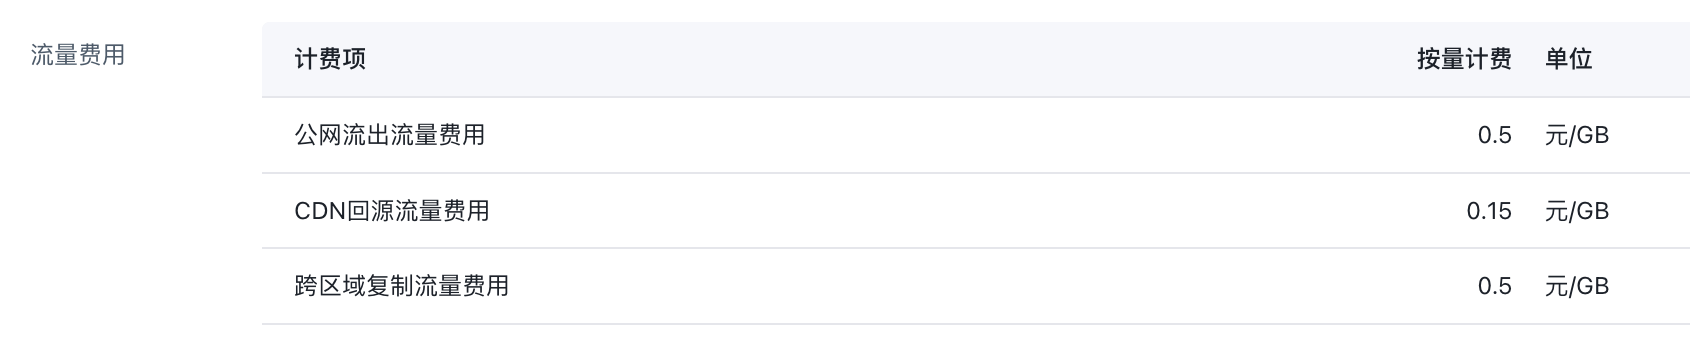 流量费用
计费项 按量计费 单位
公网流出流量费用 0.5 元/GB
CDN回源流量费用 0.15 元/GB
跨区域复制流量费用 0.5 元/GB